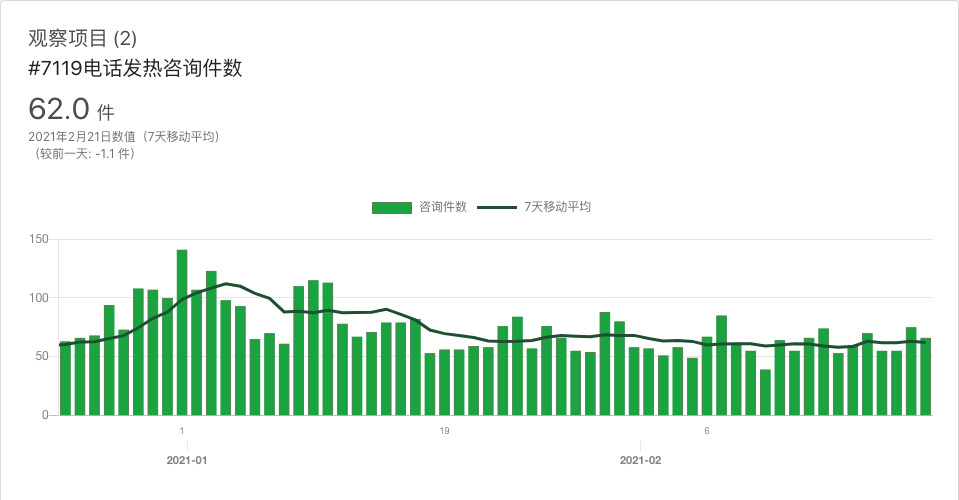 观察项目 (2)
#7119电话发热咨询件数
62.0 件
2021年2月21日数值（7天移动平均）
（较前一天: -1.1 件）
咨询件数 7天移动平均
150
100
50
0
1 19 6
2021-01 2021-02